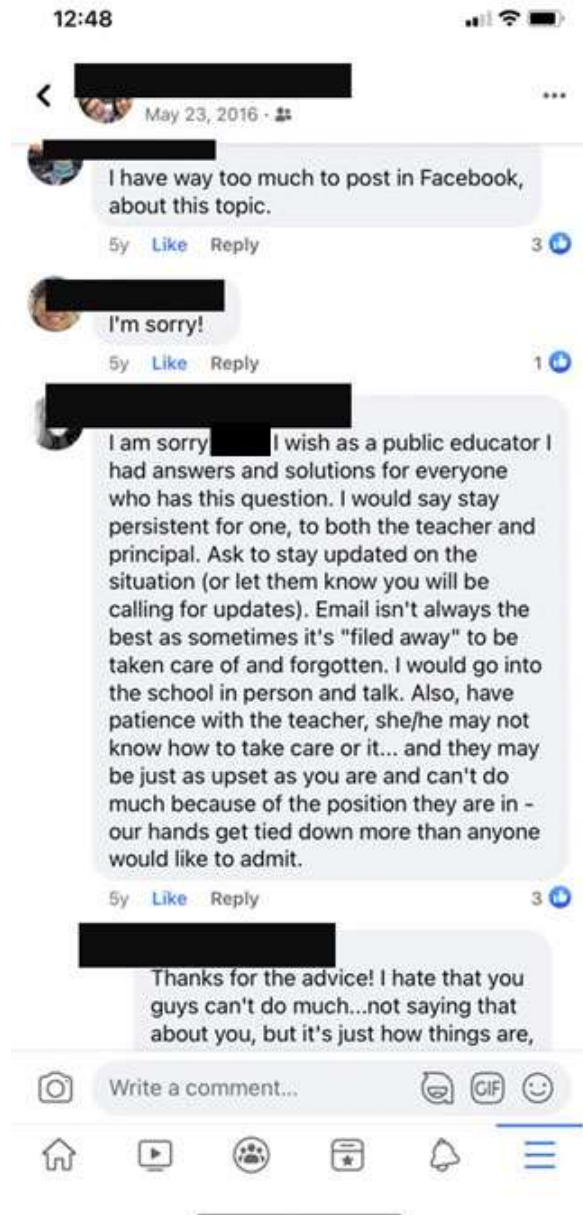 12:48
May 23, 2016 ·
I have way too much to post in Facebook,
about this topic.
5y Like Reply 3
I'm sorry!
5y Like Reply 1
I am sorry I wish as a public educator I
had answers and solutions for everyone
who has this question. I would say stay
persistent for one, to both the teacher and
principal. Ask to stay updated on the
situation (or let them know you will be
calling for updates). Email isn't always the
best as sometimes it's "filed away" to be
taken care of and forgotten. I would go into
the school in person and talk. Also, have
patience with the teacher, she/he may not
know how to take care or it... and they may
be just as upset as you are and can't do
much because of the position they are in -
our hands get tied down more than anyone
would like to admit.
5y Like Reply 3
Thanks for the advice! I hate that you
guys can't do much...not saying that
about you, but it's just how things are,
Write a comment...
GIF